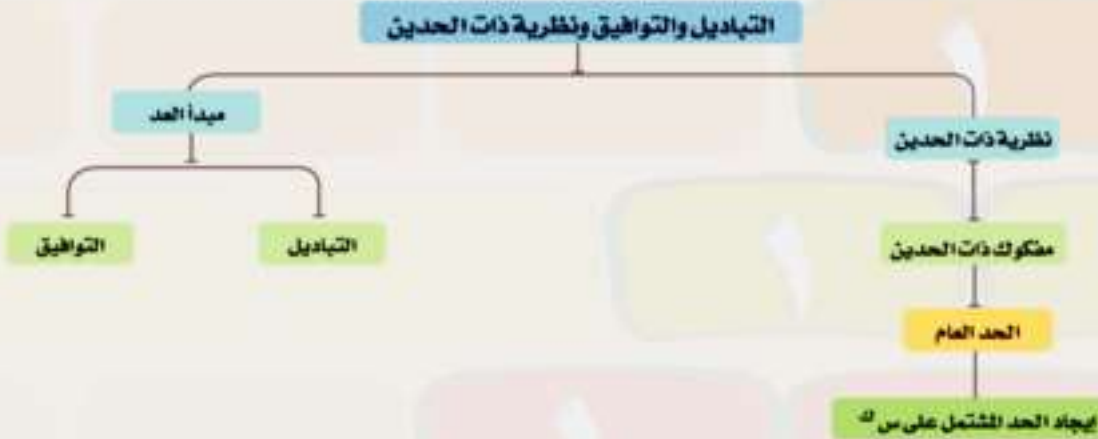 التباديل والتوافيق ونظرية ذات الحدين
مبدأ العد
نظرية ذات الحدين
التوافيق
التباديل
مفكوك ذات الحدين
الحد العام
إيجاد الحد المشتمل على س ك